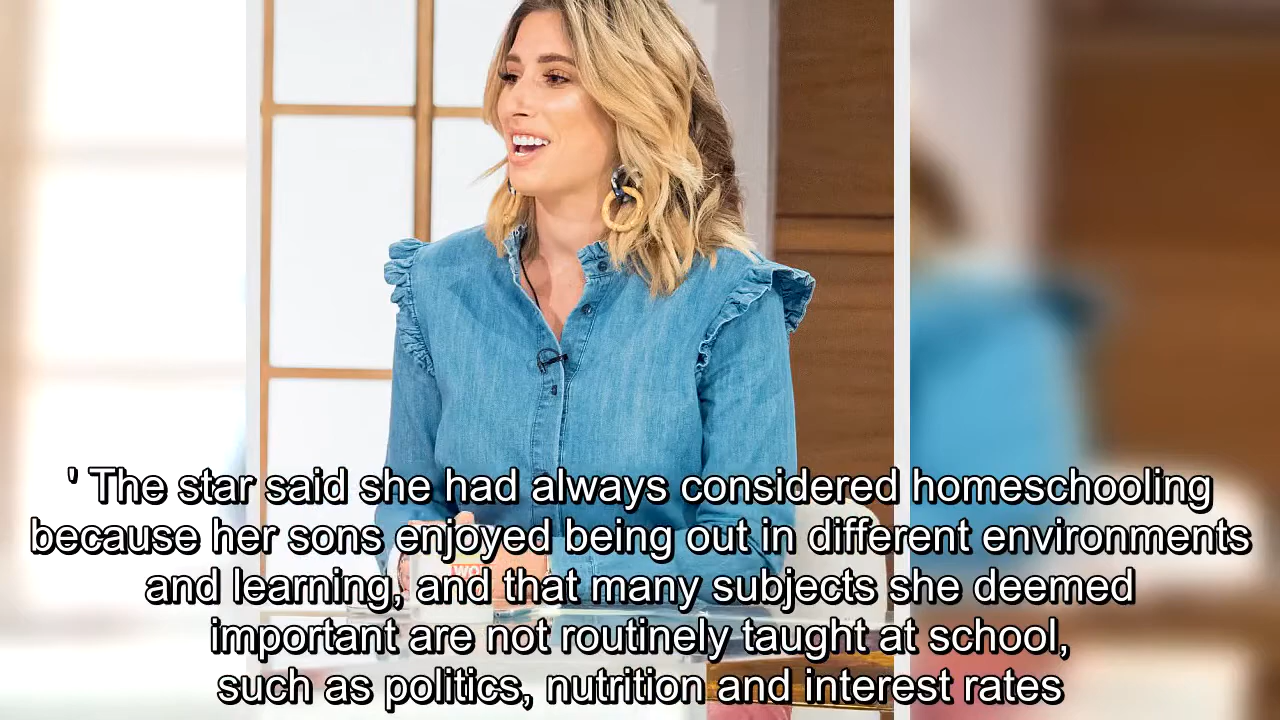 ' The star said she had always considered homeschooling
because her sons enjoyed being out in different environments
and learning, and that many subjects she deemed
important are not routinely taught at school,
such as politics, nutrition and interest rates